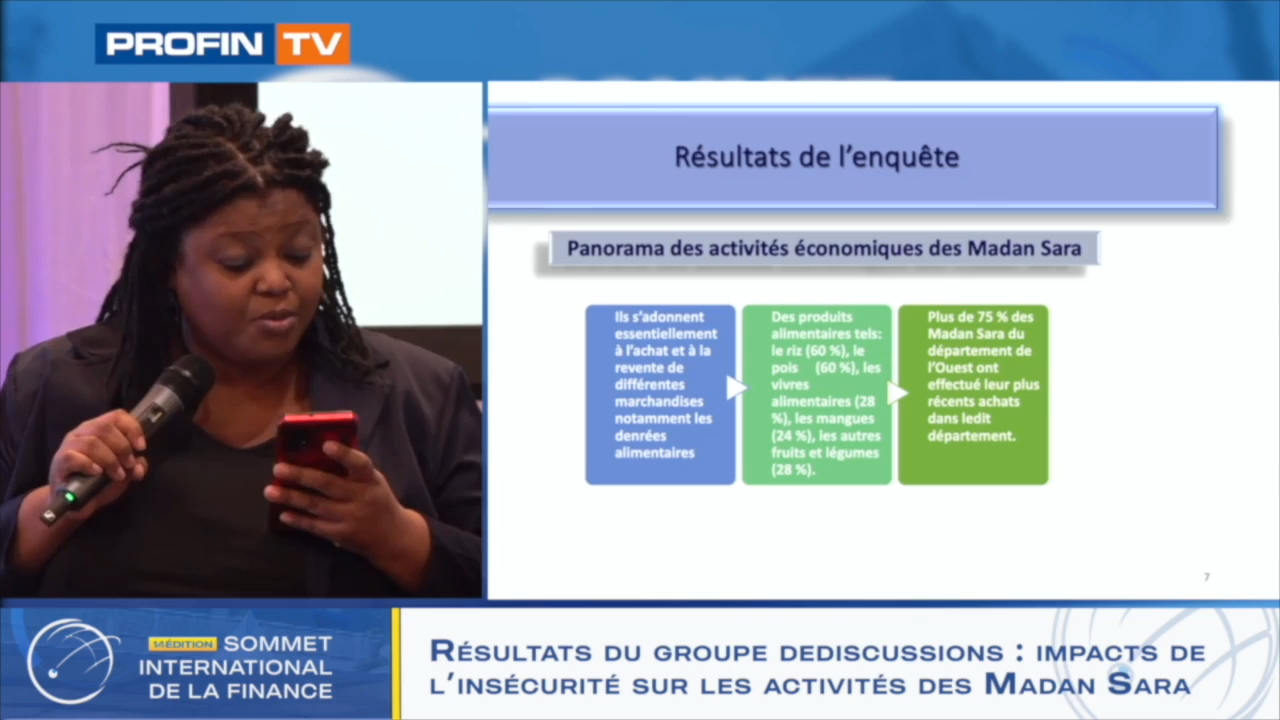 PROFIN TV
Résultats de l'enquête
Panorama des activités économiques des Madan Sara
Ils s'adonnent
essentiellement
à l'achat et à la
revente de
différentes
marchandises
notamment les
denrées
alimentaires
Des produits
alimentaires tels:
le riz (60 %), le
pois (60 %), les
vivres
alimentaires (28
%), les mangues
(24 %), les autres
fruits et légumes
(28 %).
Plus de 75 % des
Madan Sara du
département de
l'Ouest ont
effectué leur plus
récents achats
dans ledit
département.
7
14 ÉDITION SOMMET
INTERNATIONAL
DE LA FINANCE
RÉSULTATS DU GROUPE DEDISCUSSIONS : IMPACTS DE
L'INSÉCURITÉ SUR LES ACTIVITÉS DES MADAN SARA